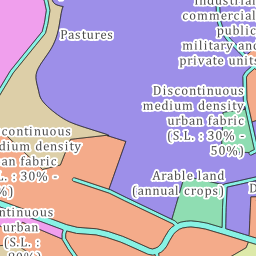 Industrial
commercial
public
military and
private units
Pastures
Discontinuous
medium density
urban fabric
(S.L. : 30% -
50%)
continuous
dium density
an fabric
L. : 30% -
%)
Arable land
(annual crops)
D
ntinuous
urban
(S.L. :